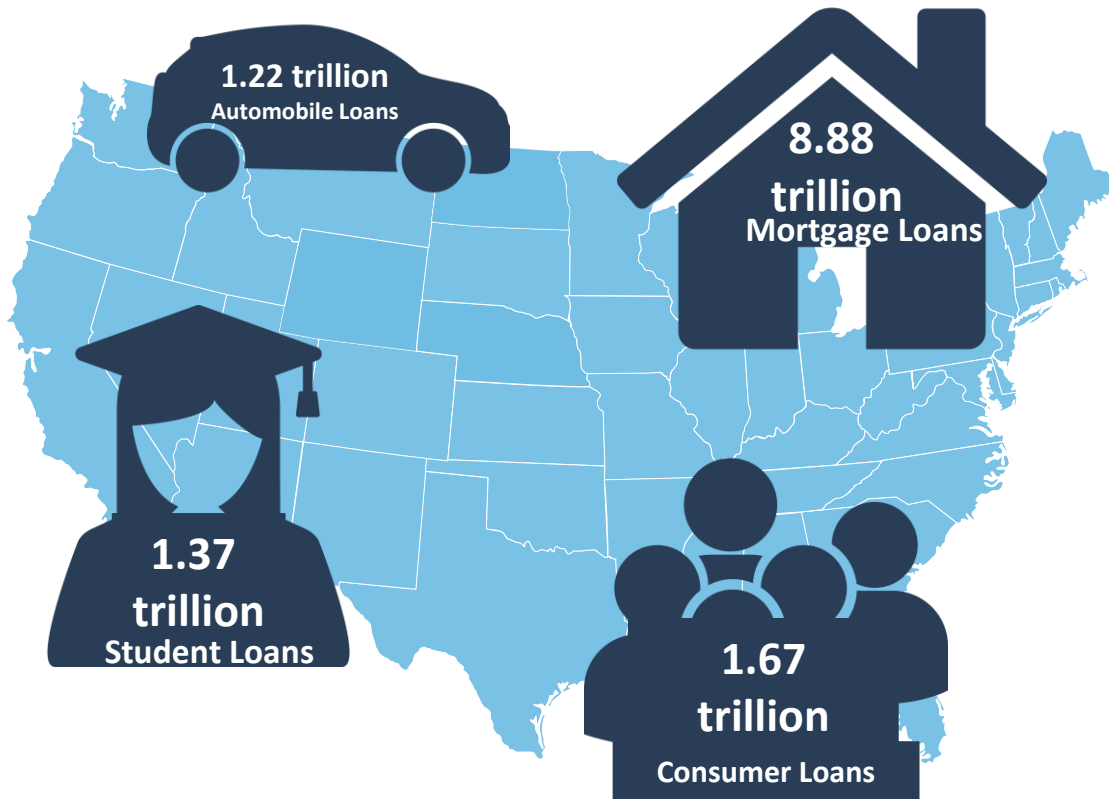 1.22 trillion
Automobile Loans
8.88
trillion
Mortgage Loans
1.37
trillion
Student Loans
1.67
trillion
Consumer Loans